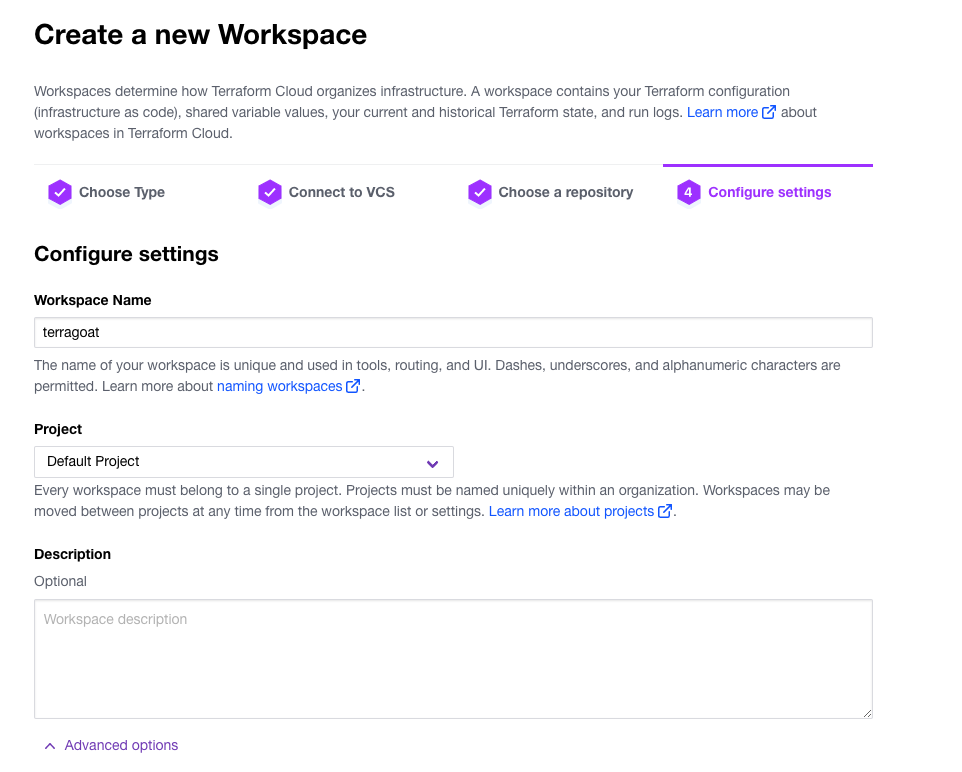 Create a new Workspace
Workspaces determine how Terraform Cloud organizes infrastructure. A workspace contains your Terraform configuration
(infrastructure as code), shared variable values, your current and historical Terraform state, and run logs. Learn more about
workspaces in Terraform Cloud.
Choose Type
Connect to VCS
Choose a repository
4 Configure settings
Configure settings
Workspace Name
terragoat
The name of your workspace is unique and used in tools, routing, and UI. Dashes, underscores, and alphanumeric characters are
permitted. Learn more about naming workspaces.
Project
Default Project
Every workspace must belong to a single project. Projects must be named uniquely within an organization. Workspaces may be
moved between projects at any time from the workspace list or settings. Learn more about projects.
Description
Optional
Workspace description
Advanced options